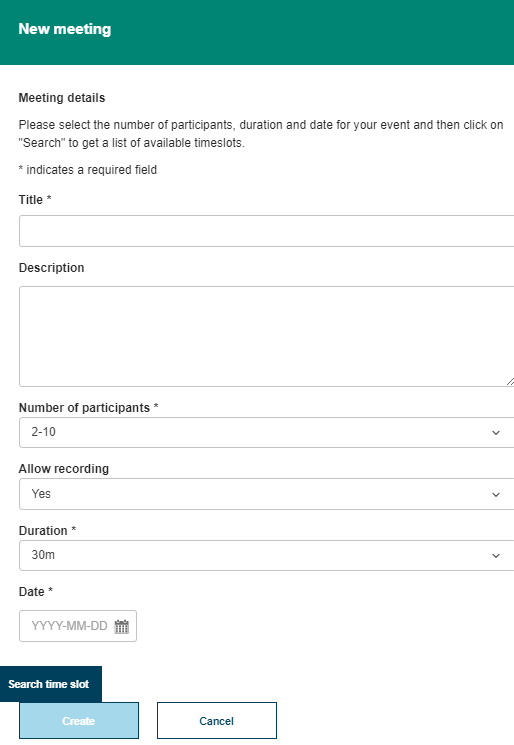 New meeting
Meeting details
Please select the number of participants, duration and date for your event and then click on
"Search" to get a list of available timeslots.
* indicates a required field
Title *
Description
Number of participants *
2-10
Allow recording
Yes
Duration *
30m
Date *
YYYY-MM-DD
Search time slot
Create Cancel